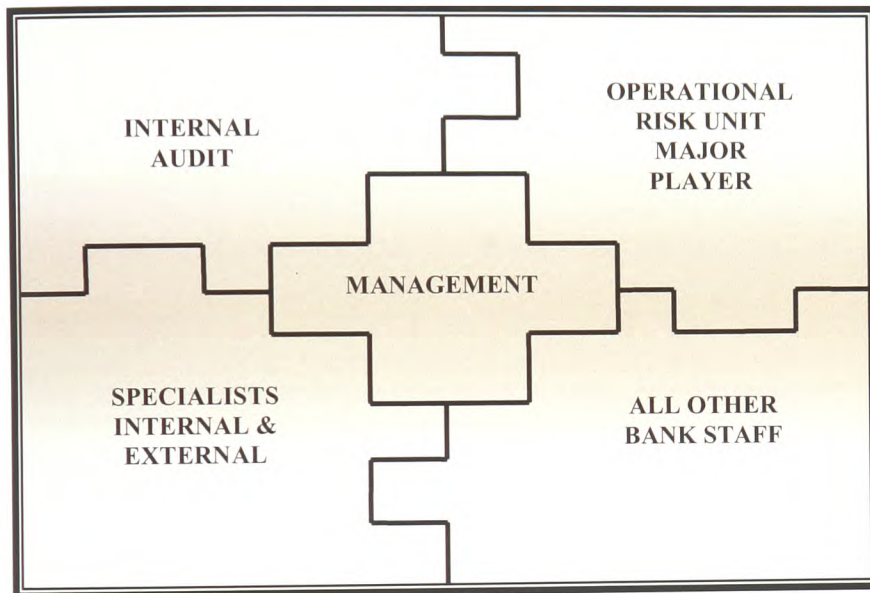 INTERNAL
AUDIT
OPERATIONAL
RISK UNIT
MAJOR
PLAYER
MANAGEMENT
SPECIALISTS
INTERNAL &
EXTERNAL
ALL OTHER
BANK STAFF